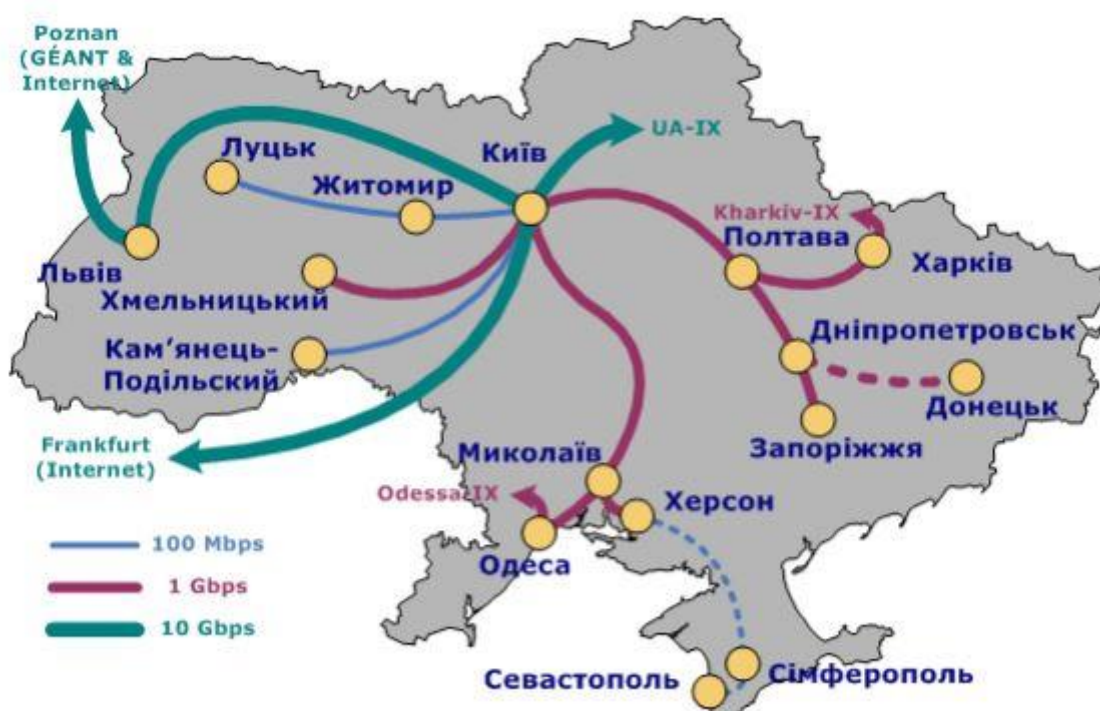 Poznan
(GÉANT &
Internet)
UA-IX
Луцьк
Київ
Житомир
Kharkiv-IX
Полтава
Харків
Львів
Хмельницький
Дніпропетровськ
Кам’янець-
Подільский
Донецьк
Запоріжжя
Frankfurt
(Internet)
Миколаїв
Odessa-IX
Херсон
Одеса
100 Mbps
1 Gbps
10 Gbps
Севастополь
Сімферополь